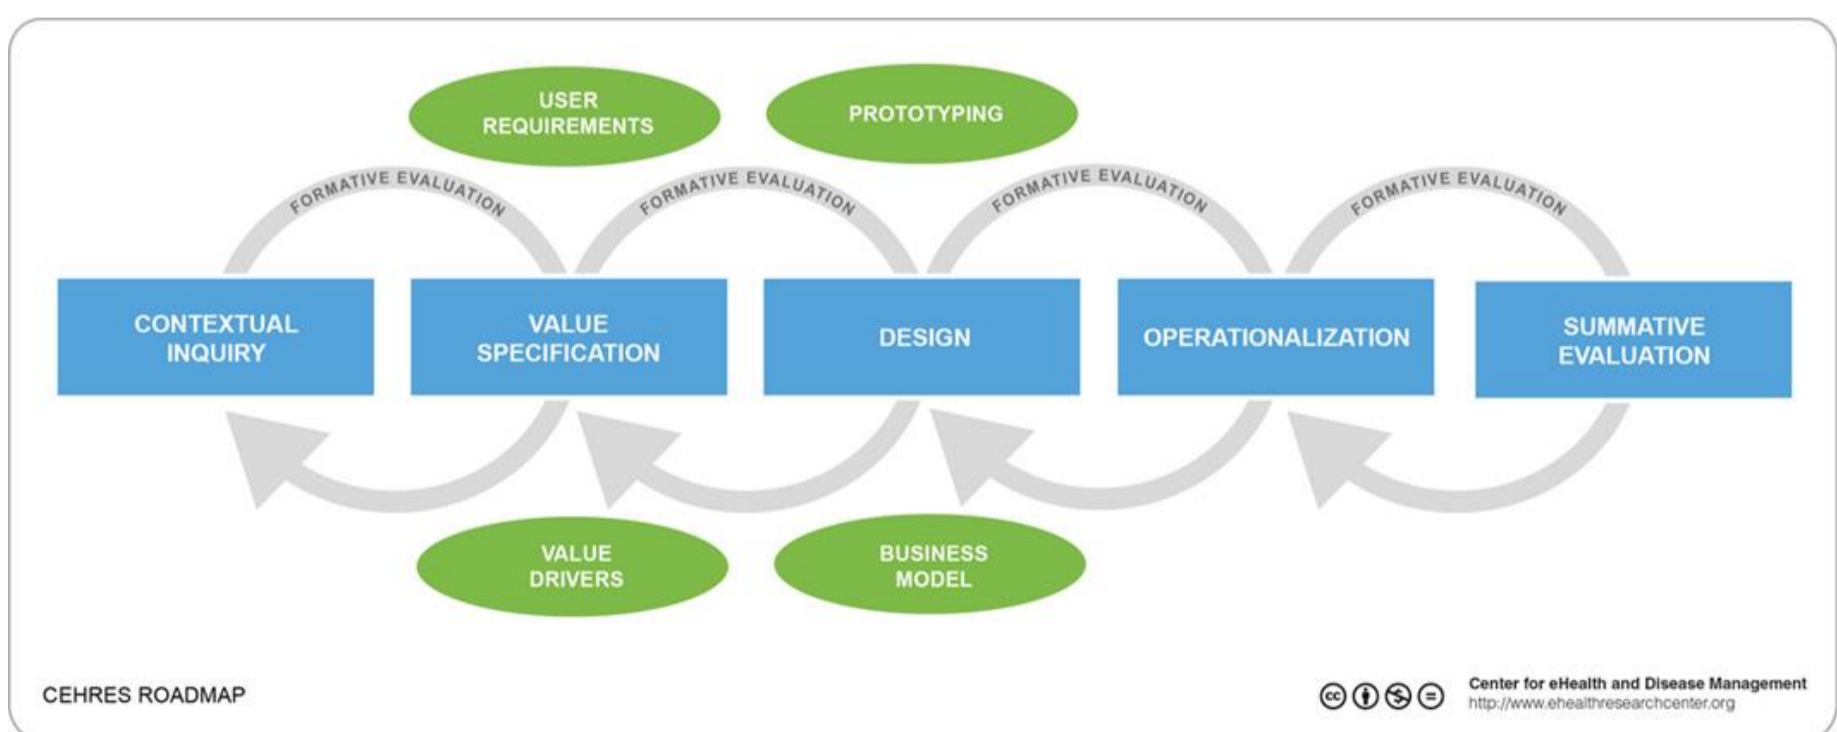 USER
REQUIREMENTS
PROTOTYPING
FORMATIVE EVALUATION
FORMATIVE EVALUATION
FORMATIVE EVALUATION
FORMATIVE EVALUATION
CONTEXTUAL
INQUIRY
VALUE
SPECIFICATION
DESIGN
OPERATIONALIZATION
SUMMATIVE
EVALUATION
VALUE
DRIVERS
BUSINESS
MODEL
CEHRES ROADMAP
cc
Center for eHealth and Disease Management
http://www.ehealthresearchcenter.org